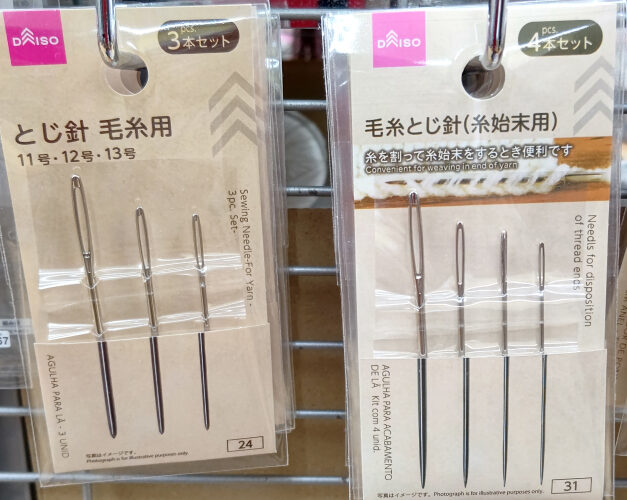 DAISO
3 pcs.
本セット
とじ針 毛糸用
11号・12号・13号
Sewing Needle-For Yarn,
3pc. Set-
AGULHA PARA LÃ - 3 UNID
写真はイメージです。
Photograph is for illustrative purposes only.
24
DAISO
4 pcs.
本セット
毛糸とじ針(糸始末用)
糸を割って糸始末をするとき便利です
Convenient for weaving in end of yarn
Needls for disposition
of thread ends
AGULHA PARA ACABAMENTO
DE LÃ - Kit com 4 unid.
写真はイメージです。
Photograph is for illustrative purposes only.
31